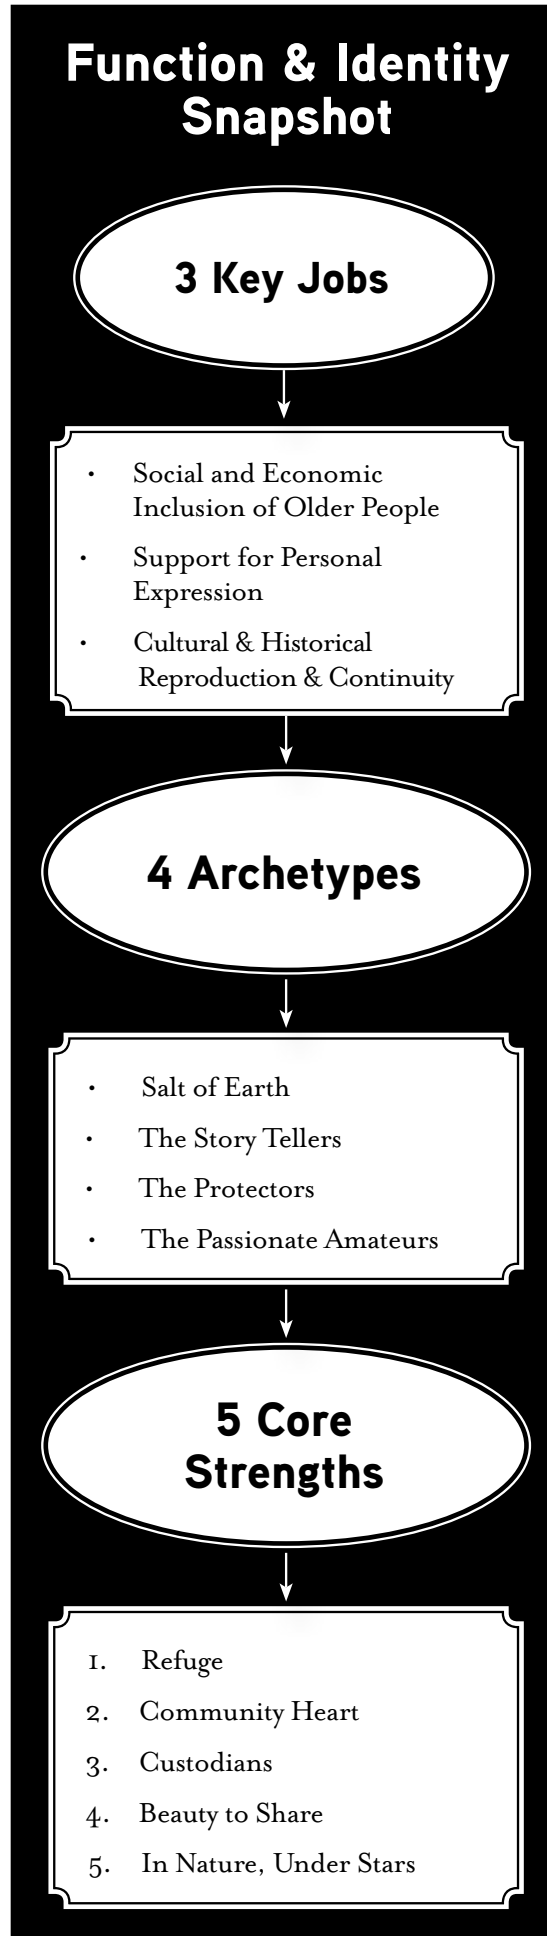 Function & Identity
Snapshot
3 Key Jobs
· Social and Economic
Inclusion of Older People
· Support for Personal
Expression
· Cultural & Historical
Reproduction & Continuity
4 Archetypes
· Salt of Earth
· The Story Tellers
· The Protectors
· The Passionate Amateurs
5 Core
Strengths
1. Refuge
2. Community Heart
3. Custodians
4. Beauty to Share
5. In Nature, Under Stars